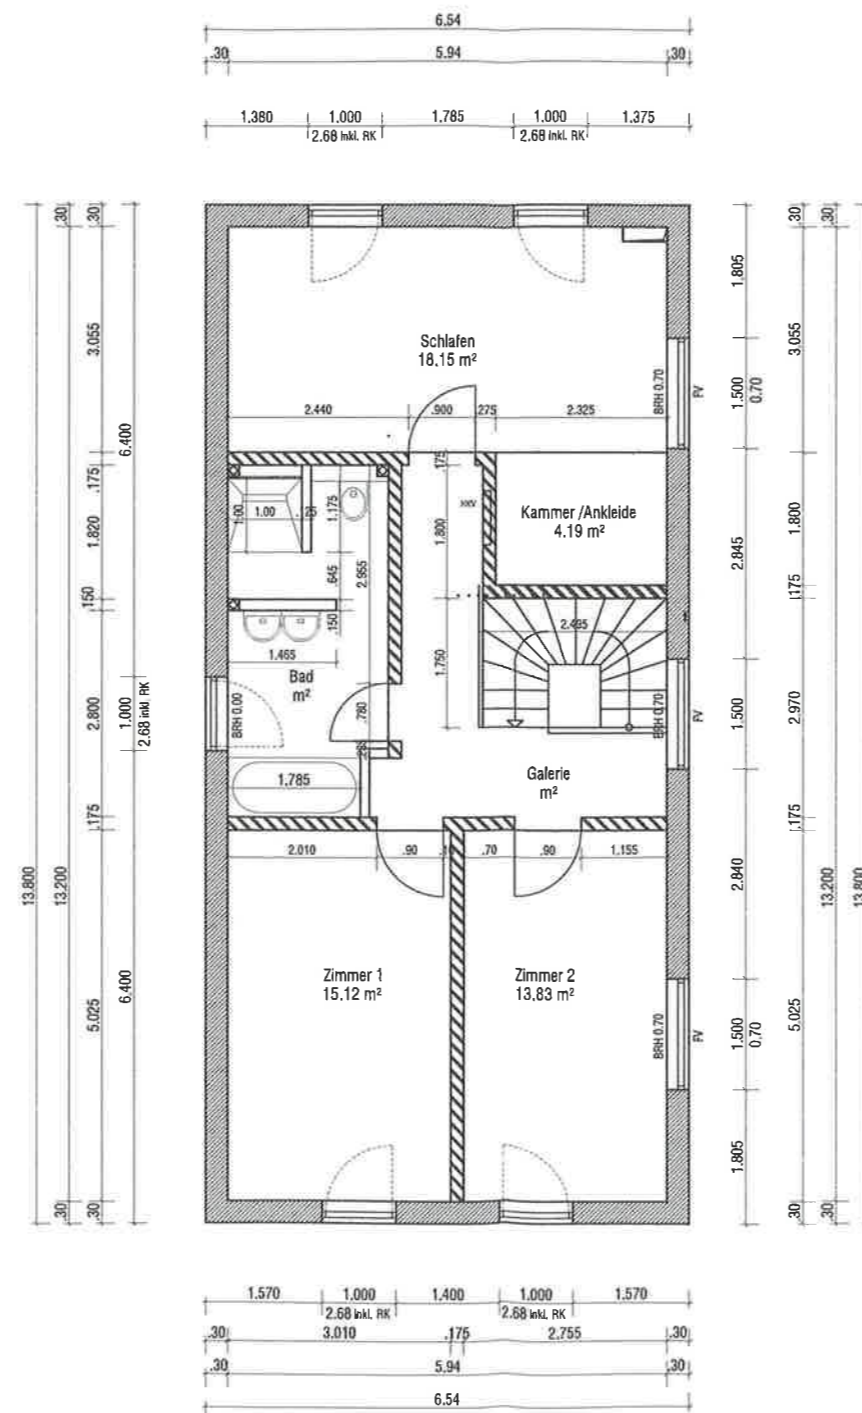 6.54
.30 5.94 .30
1.380 1.000 1.785 1.000 1.375
2.68 inkl. RK 2.68 inkl. RK
.30 .30 .30 .30
1.805
3.055 3.055
Schlafen
18.15 m²
BRH 0.70
FV
1.500
0.70
2.440 .900 .275 2.325
6.400
.175 .175
1.00 1.00 .25 1.175
HKV
Kammer /Ankleide
4.19 m²
1.800 1.800
1.820
2.845
.645 2.955
.150 .150 .175
2.495
1.465
Bad
m²
1.750
BRH 0.00
.780
BRH 0.70
FV
1.500
2.800 1.000
2.68 inkl. RK
2.970
1.785
Galerie
m²
.175 .175
2.010 .90 .10 .70 .90 1.155
13.800 13.200 2.840 13.200 13.800
Zimmer 1
15.12 m²
Zimmer 2
13.83 m²
5.025 6.400 5.025
BRH 0.70
FV
1.500
0.70
1.805
.30 .30 .30 .30
1.570 1.000 1.400 1.000 1.570
2.68 inkl. RK 2.68 inkl. RK
.30 3.010 .175 2.755 .30
.30 5.94 .30
6.54